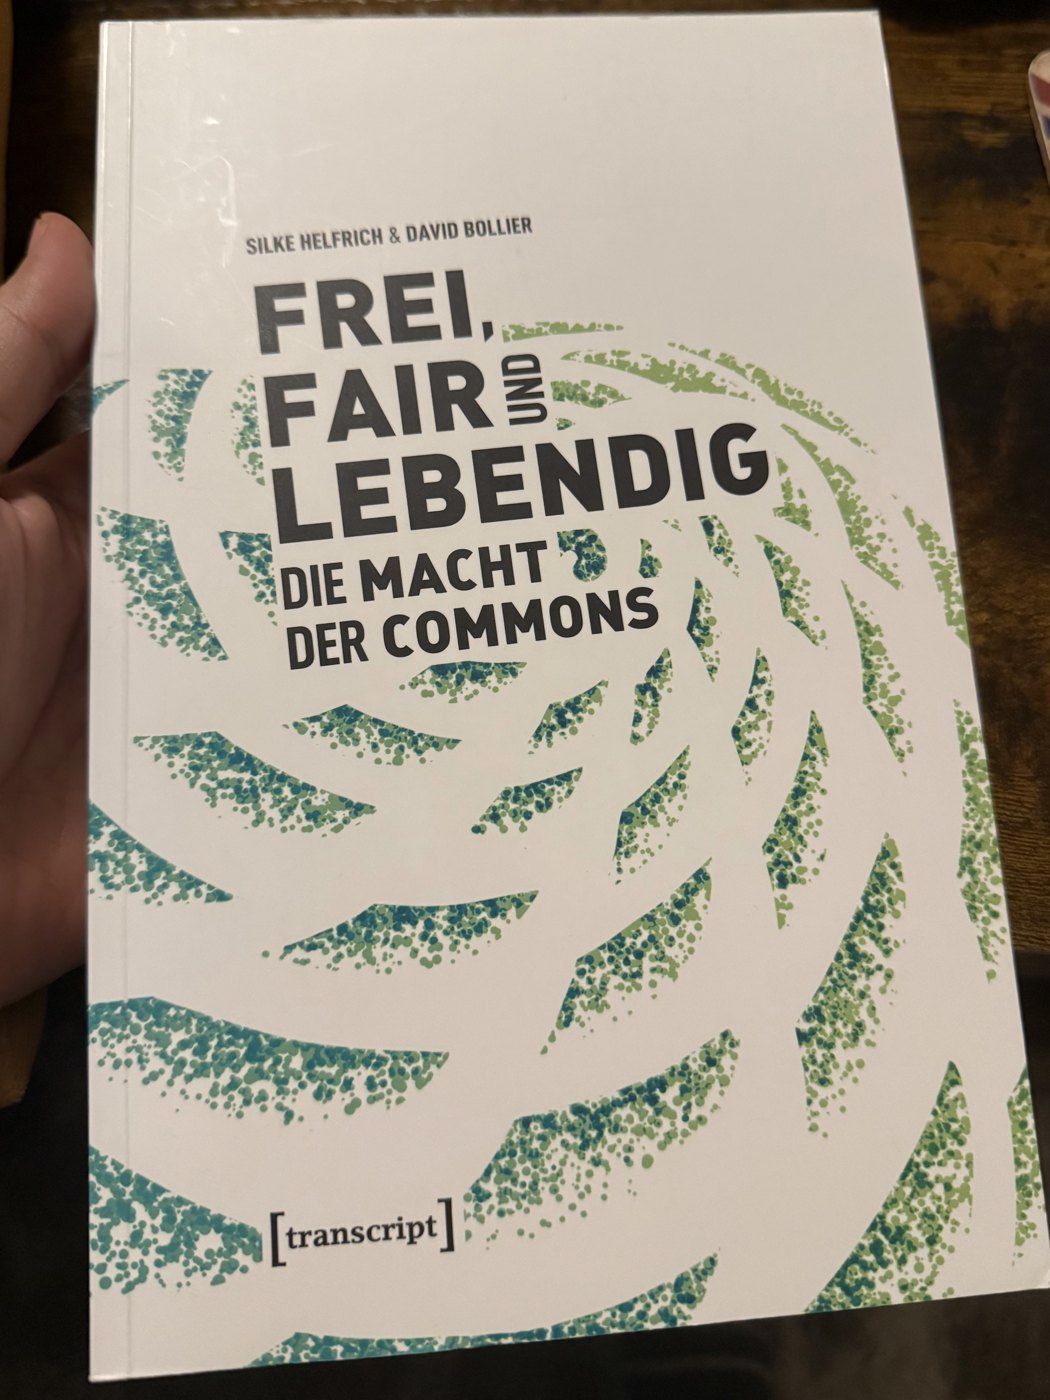 SILKE HELFRICH & DAVID BOLLIER
FREI,
FAIR UND
LEBENDIG
DIE MACHT
DER COMMONS
[transcript]